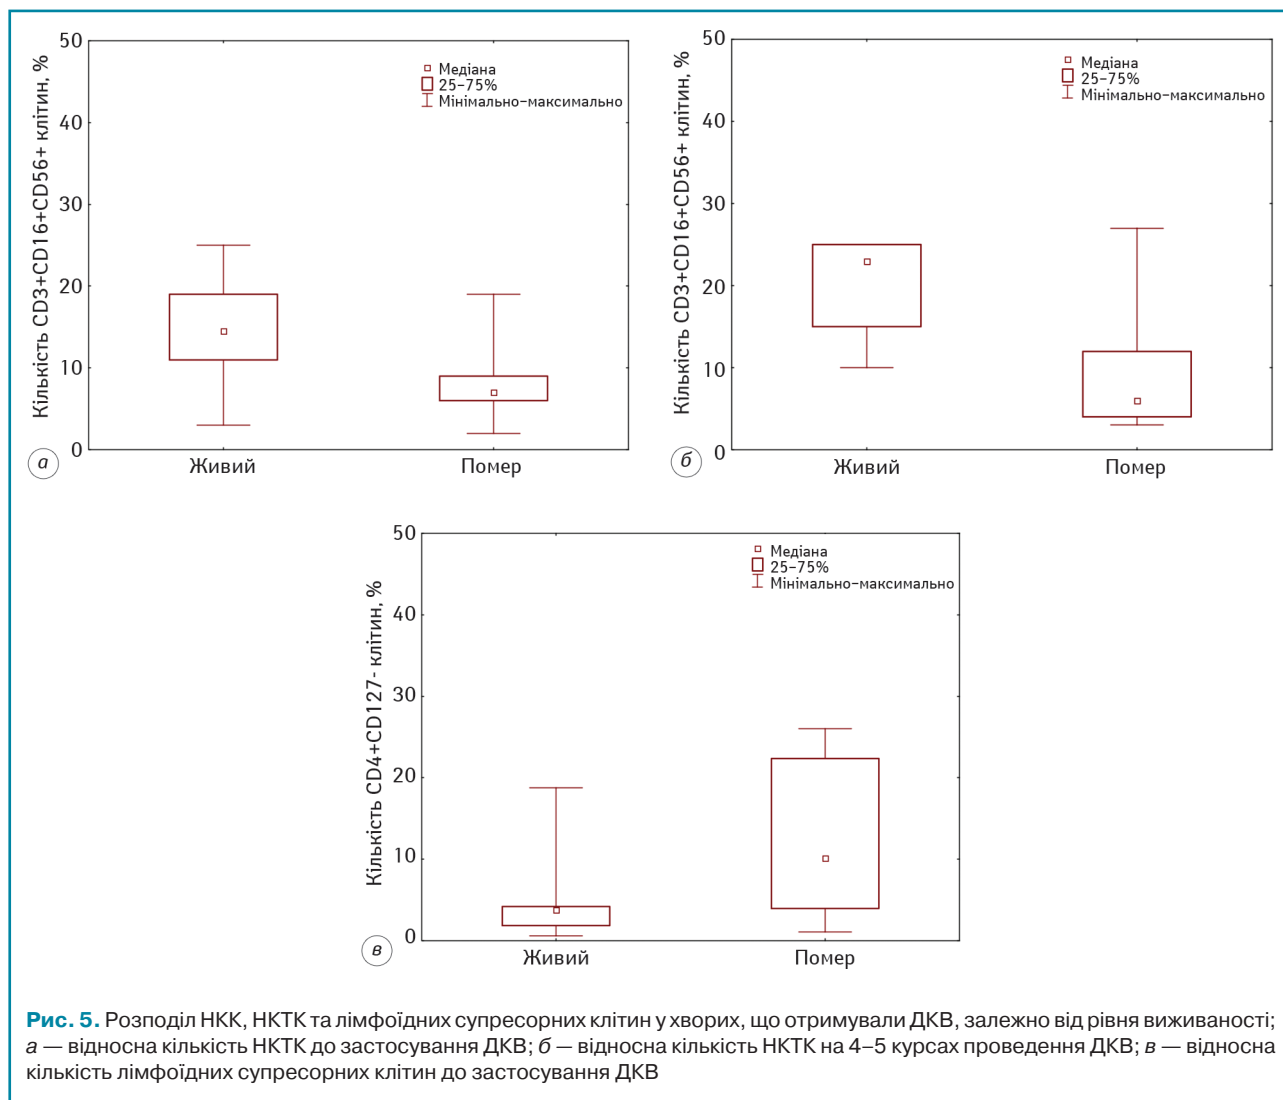 Кількість CD3+CD16+CD56+ клітин, %
50
40
30
20
10
0
Медіана
25–75%
Мінімально–максимально
Живий
Помер
а
Кількість CD3+CD16+CD56+ клітин, %
50
40
30
20
10
0
Медіана
25–75%
Мінімально–максимально
Живий
Помер
б
Кількість CD4+CD127- клітин, %
50
40
30
20
10
0
Медіана
25–75%
Мінімально–максимально
Живий
Помер
в
Рис. 5. Розподіл НКК, НКТК та лімфоїдних супресорних клітин у хворих, що отримували ДКВ, залежно від рівня виживаності;
а — відносна кількість НКТК до застосування ДКВ; б — відносна кількість НКТК на 4–5 курсах проведення ДКВ; в — відносна
кількість лімфоїдних супресорних клітин до застосування ДКВ